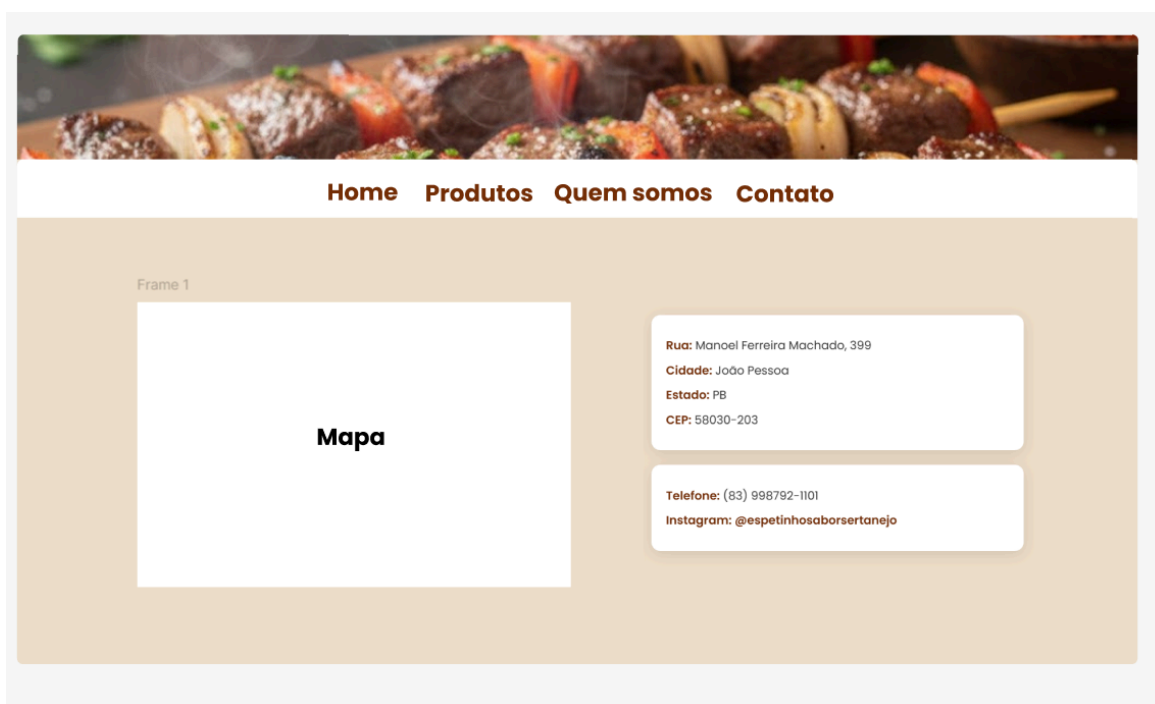 Home Produtos Quem somos Contato
Frame 1
Mapa
Rua: Manoel Ferreira Machado, 399
Cidade: João Pessoa
Estado: PB
CEP: 58030-203
Telefone: (83) 998792-1101
Instagram: @espetinhosaborsertanejo